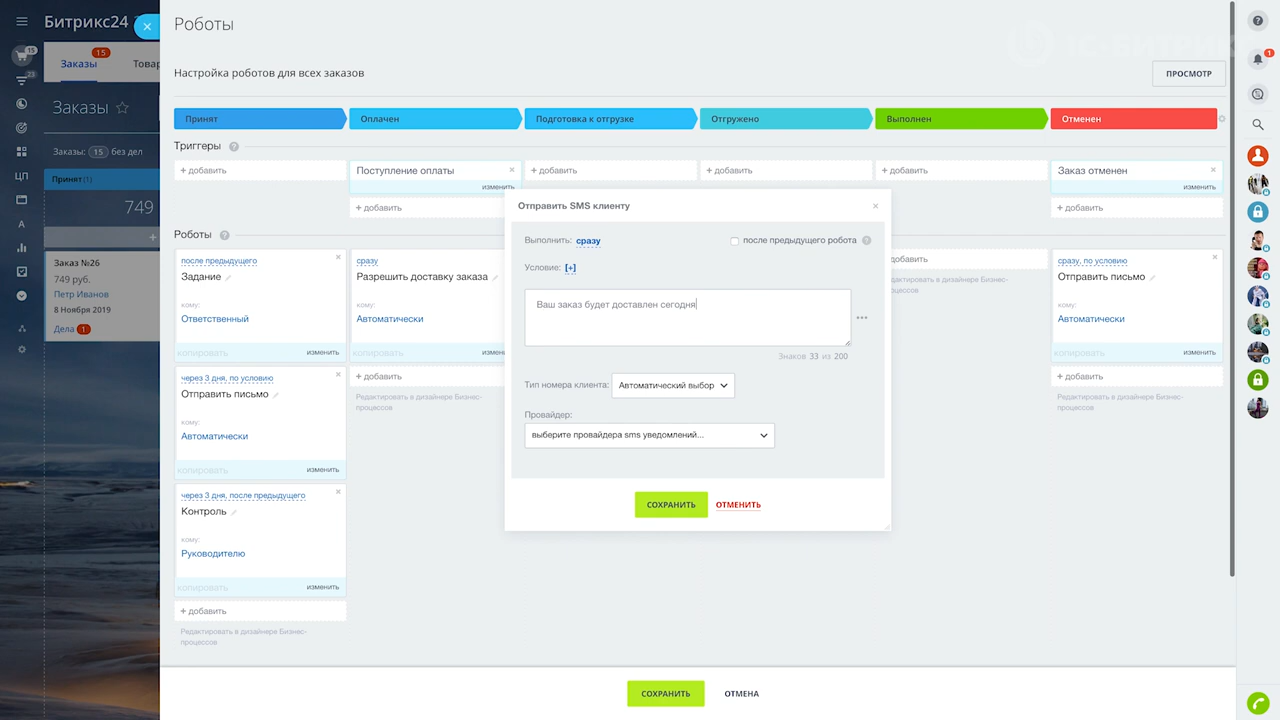 Битрикс24
Роботы
1С-БИТРИКС
15
Заказы
15
Товар
23
1
Настройка роботов для всех заказов
ПРОСМОТР
Заказы
Принят
Оплачен
Подготовка к отгрузке
Отгружено
Выполнен
Отменен
Заказы: 15 без дел
Триггеры ?
+ добавить
Поступление оплаты
изменить
+ добавить
+ добавить
+ добавить
+ добавить
Заказ отменен
изменить
+ добавить
ЦП
Принят (1)
749
+
Заказ №26
749 руб.
Петр Иванов
8 Ноября 2019
Дела 1
Роботы ?
после предыдущего
Задание
кому:
Ответственный
копировать
изменить
через 3 дня, по условию
Отправить письмо
кому:
Автоматически
копировать
изменить
через 3 дня, после предыдущего
Контроль
кому:
Руководителю
копировать
изменить
+ добавить
Редактировать в дизайнере Бизнес-
процессов
сразу
Разрешить доставку заказа
кому:
Автоматически
копировать
+ добавить
Редактировать в дизайнере Бизнес-
процессов
Отправить SMS клиенту
Выполнить: сразу
после предыдущего робота ?
Условие: [+]
Ваш заказ будет доставлен сегодня
Знаков 33 из 200
Тип номера клиента: Автоматический выбор
Провайдер:
выберите провайдера sms уведомлений...
СОХРАНИТЬ
ОТМЕНИТЬ
сразу, по условию
Отправить письмо
кому:
Автоматически
копировать
изменить
+ добавить
Редактировать в дизайнере Бизнес-
процессов
СОХРАНИТЬ
ОТМЕНА